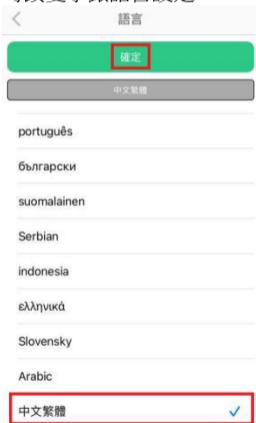 語言
確定
中文繁體
português
български
suomalainen
Serbian
indonesia
ελληνικά
Slovensky
Arabic
中文繁體